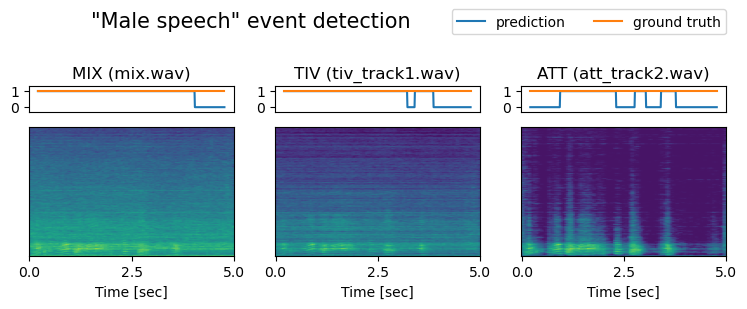 "Male speech" event detection
prediction
ground truth
MIX (mix.wav)
TIV (tiv_track1.wav)
ATT (att_track2.wav)
1
0
1
0
1
0
0.0 2.5 5.0
0.0 2.5 5.0
0.0 2.5 5.0
Time [sec]
Time [sec]
Time [sec]